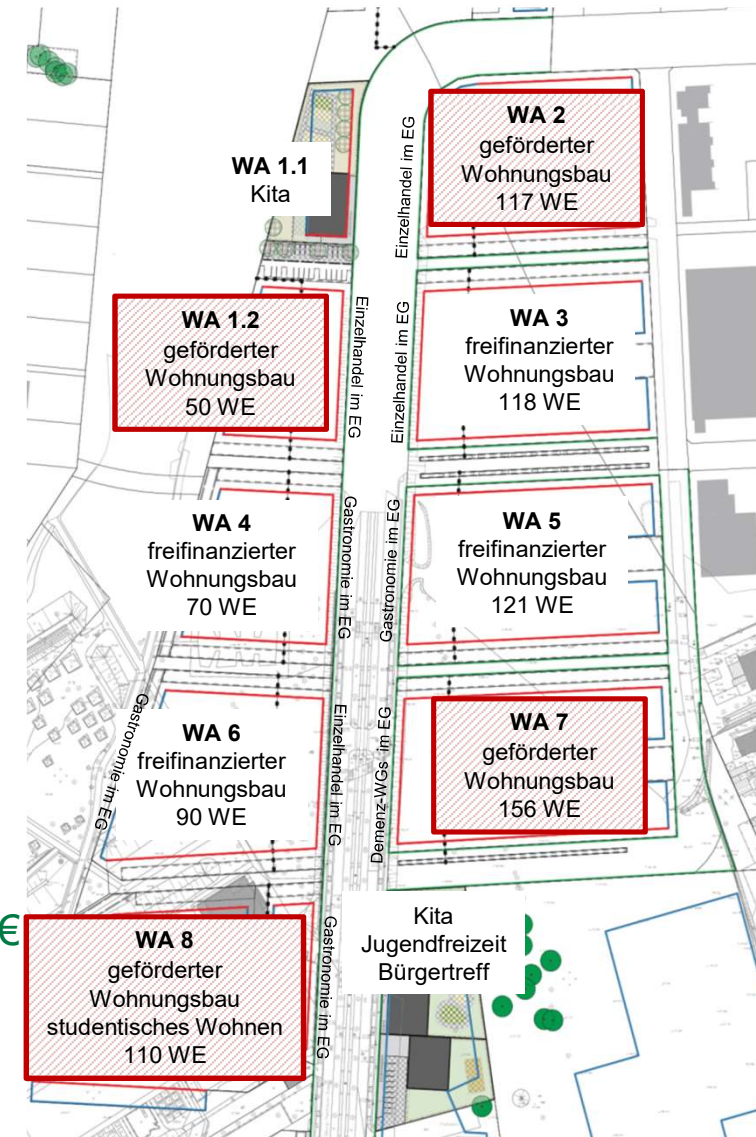 WA 2
geförderter
Wohnungsbau
117 WE
Einzelhandel im EG
WA 1.1
Kita
WA 1.2
geförderter
Wohnungsbau
50 WE
Einzelhandel im EG
Einzelhandel im EG
WA 3
freifinanzierter
Wohnungsbau
118 WE
WA 4
freifinanzierter
Wohnungsbau
70 WE
Gastronomie im EG
Gastronomie im EG
WA 5
freifinanzierter
Wohnungsbau
121 WE
Gastronomie im EG
WA 6
freifinanzierter
Wohnungsbau
90 WE
Einzelhandel im EG
Demenz-WGs im EG
WA 7
geförderter
Wohnungsbau
156 WE
€
WA 8
geförderter
Wohnungsbau
studentisches Wohnen
110 WE
Gastronomie im EG
Kita
Jugendfreizeit
Bürgertreff